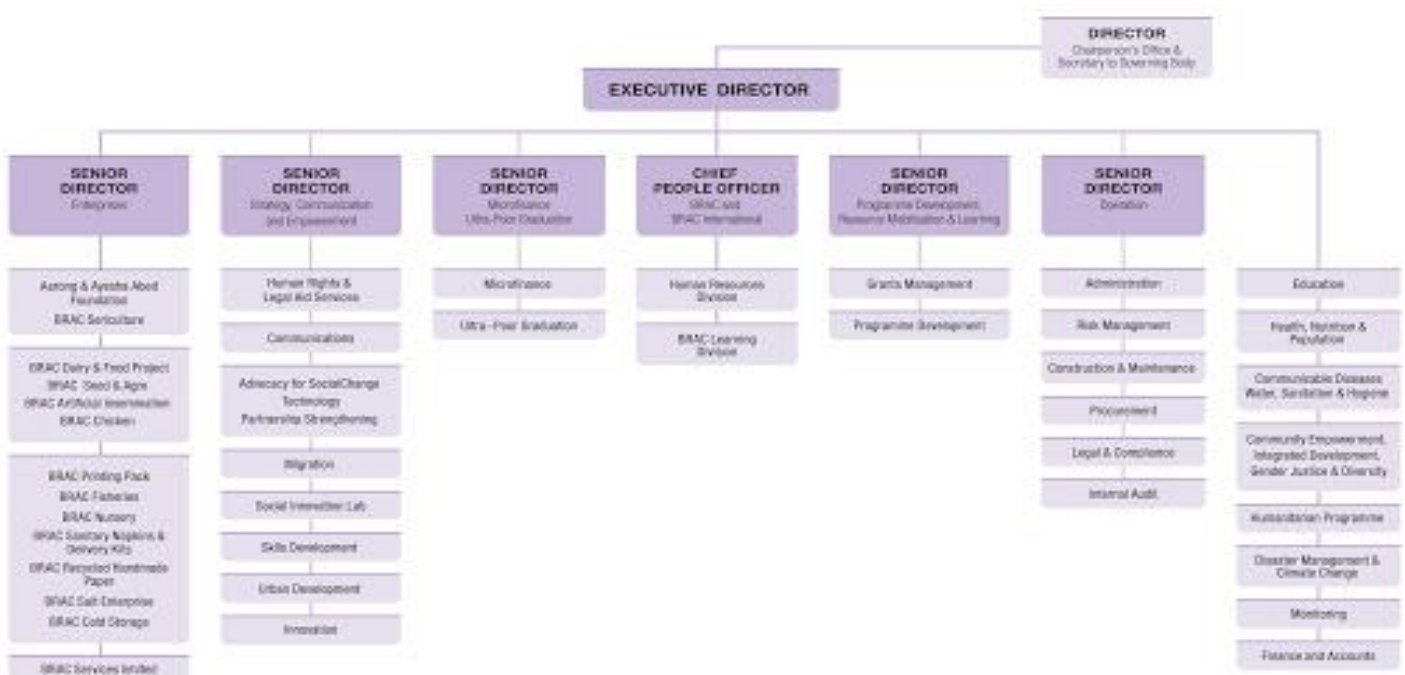 DIRECTOR
Chairperson's Office &
Secretary to Governing Body
EXECUTIVE DIRECTOR
SENIOR
DIRECTOR
Enterprises
Aarong & Ayesha Abed
Foundation
BRAC Sericulture
BRAC Dairy & Food Project
BRAC Seed & Agro
BRAC Artificial Insemination
BRAC Chicken
BRAC Printing Pack
BRAC Fisheries
BRAC Nursery
BRAC Sanitary Napkins &
Delivery Kits
BRAC Recycled Handmade
Paper
BRAC Salt Enterprise
BRAC Cold Storage
BRAC Services limited
SENIOR
DIRECTOR
Strategy, Communication
and Empowerment
Human Rights &
Legal Aid Services
Communications
Advocacy for SocialChange
Technology
Partnership Strengthening
Migration
Social Innovation Lab
Skills Development
Urban Development
Innovation
SENIOR
DIRECTOR
Microfinance
Ultra-Poor Graduation
Microfinance
Ultra -Poor Graduation
CHIEF
PEOPLE OFFICER
BRAC and
BRAC International
Human Resources
Division
BRAC Learning
Division
SENIOR
DIRECTOR
Programme Development,
Resource Mobilisation & Learning
Grants Management
Programme Development
SENIOR
DIRECTOR
Operation
Administration
Risk Management
Construction & Maintenance
Procurement
Legal & Compliance
Internal Audit
Education
Health, Nutrition &
Population
Communicable Diseases
Water, Sanitation & Hygiene
Community Empowerment,
Integrated Development,
Gender Justice & Diversity
Humanitarian Programme
Disaster Management &
Climate Change
Monitoring
Finance and Accounts